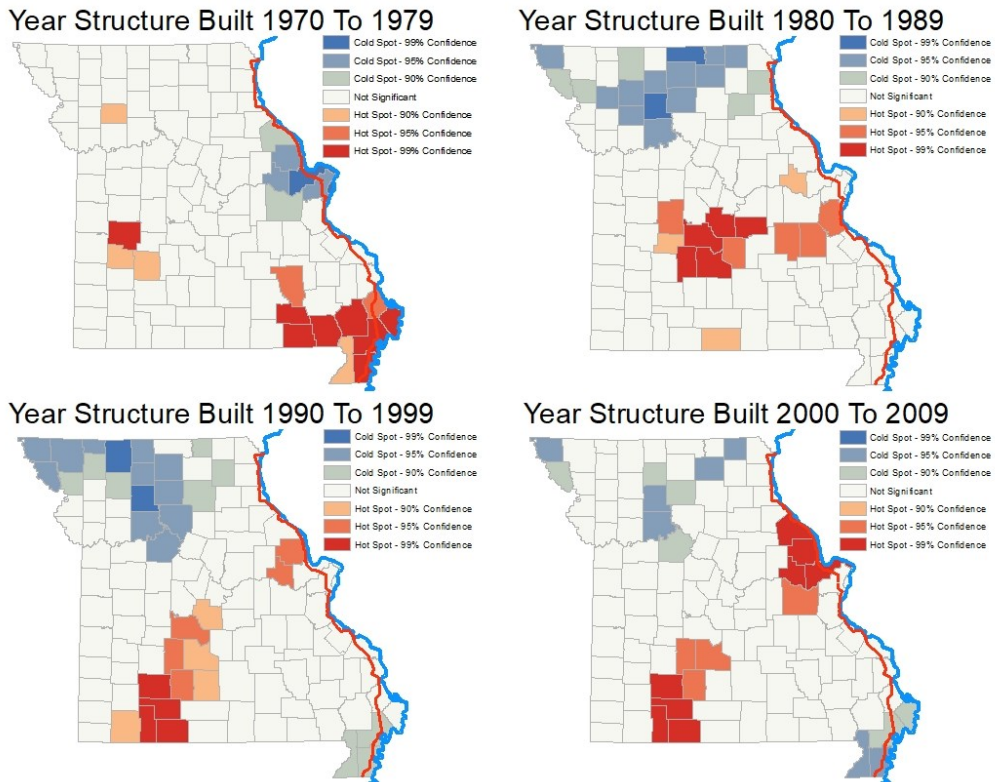 Year Structure Built 1970 To 1979
Cold Spot - 99% Confidence
Cold Spot - 95% Confidence
Cold Spot - 90% Confidence
Not Significant
Hot Spot - 90% Confidence
Hot Spot - 95% Confidence
Hot Spot - 99% Confidence
Year Structure Built 1980 To 1989
Cold Spot - 99% Confidence
Cold Spot - 95% Confidence
Cold Spot - 90% Confidence
Not Significant
Hot Spot - 90% Confidence
Hot Spot - 95% Confidence
Hot Spot - 99% Confidence
Year Structure Built 1990 To 1999
Cold Spot - 99% Confidence
Cold Spot - 95% Confidence
Cold Spot - 90% Confidence
Not Significant
Hot Spot - 90% Confidence
Hot Spot - 95% Confidence
Hot Spot - 99% Confidence
Year Structure Built 2000 To 2009
Cold Spot - 99% Confidence
Cold Spot - 95% Confidence
Cold Spot - 90% Confidence
Not Significant
Hot Spot - 90% Confidence
Hot Spot - 95% Confidence
Hot Spot - 99% Confidence